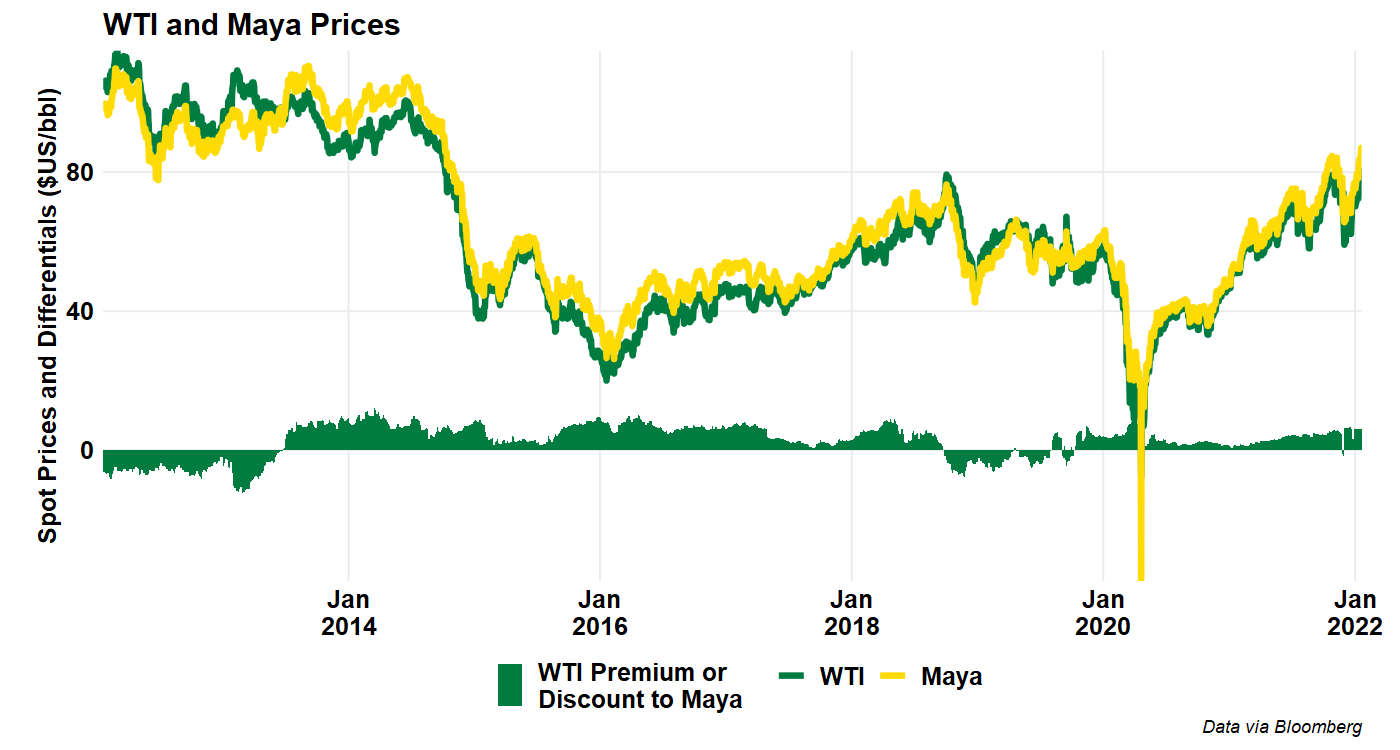 WTI and Maya Prices
Spot Prices and Differentials ($US/bbl)
80
40
0
Jan
2014
Jan
2016
Jan
2018
Jan
2020
Jan
2022
WTI Premium or
Discount to Maya
WTI
Maya
Data via Bloomberg